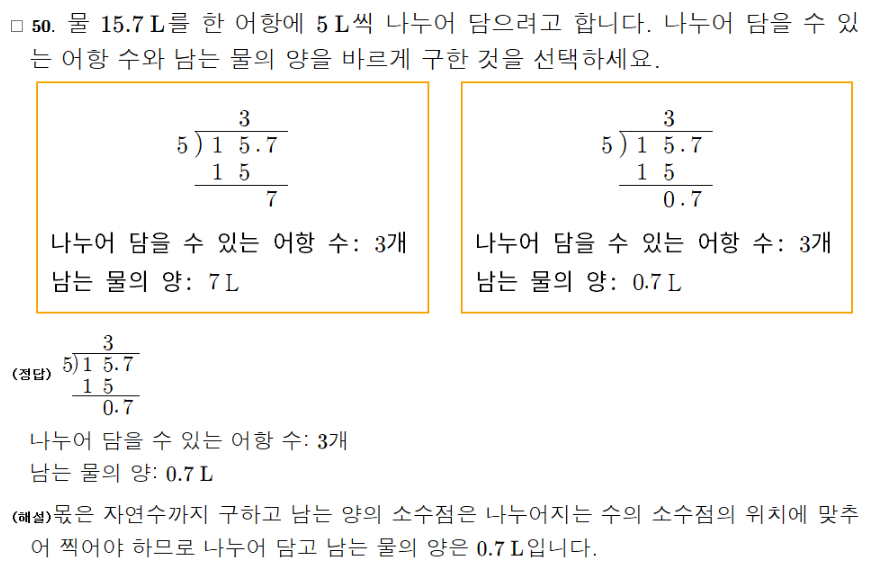 □ 50. 물 15.7 L를 한 어항에 5 L씩 나누어 담으려고 합니다. 나누어 담을 수 있
는 어항 수와 남는 물의 양을 바르게 구한 것을 선택하세요.
3
5 ) 1 5 . 7
1 5
7
나누어 담을 수 있는 어항 수: 3개
남는 물의 양: 7 L
3
5 ) 1 5 . 7
1 5
0 . 7
나누어 담을 수 있는 어항 수: 3개
남는 물의 양: 0.7 L
(정답)
3
5) 1 5. 7
1 5
0. 7
나누어 담을 수 있는 어항 수: 3개
남는 물의 양: 0.7 L
(해설)몫은 자연수까지 구하고 남는 양의 소수점은 나누어지는 수의 소수점의 위치에 맞추
어 찍어야 하므로 나누어 담고 남는 물의 양은 0.7 L입니다.